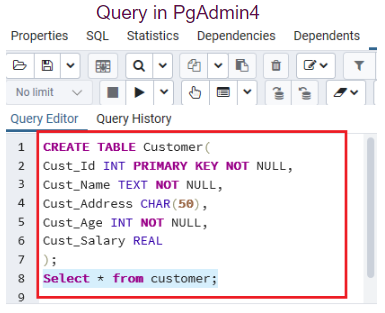 Query in PgAdmin4
Properties SQL Statistics Dependencies Dependents
No limit
Query Editor Query History
1 CREATE TABLE Customer(
2 Cust_Id INT PRIMARY KEY NOT NULL,
3 Cust_Name TEXT NOT NULL,
4 Cust_Address CHAR(50),
5 Cust_Age INT NOT NULL,
6 Cust_Salary REAL
7 );
8 Select * from customer;
9